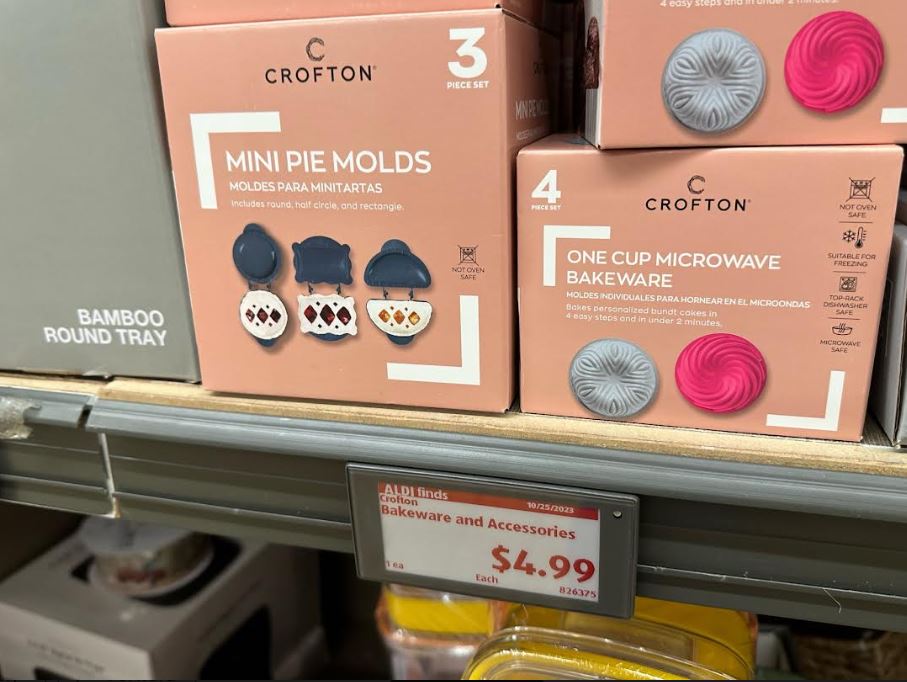 BAMBOO
ROUND TRAY
CROFTON®
3
PIECE SET
MINI PIE MOLDS
MOLDES PARA MINITARTAS
Includes round, half circle, and rectangle.
NOT OVEN
SAFE
4 easy steps and in under 2 minutes.
4
PIECE SET
CROFTON®
ONE CUP MICROWAVE
BAKEWARE
MOLDES INDIVIDUALES PARA HORNEAR EN EL MICROONDAS
Bakes personalized bundt cakes in
4 easy steps and in under 2 minutes.
NOT OVEN
SAFE
SUITABLE FOR
FREEZING
TOP-RACK
DISHWASHER
SAFE
MICROWAVE
SAFE
ALDI finds 10/25/2023
Crofton
Bakeware and Accessories
$4.99
1 ea
Each
826375